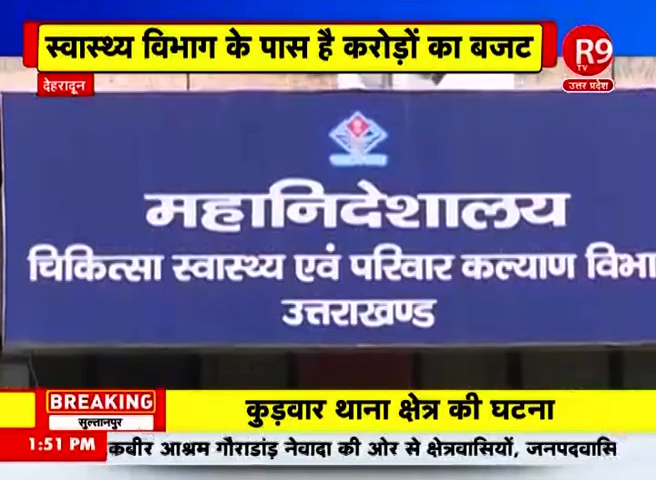 स्वास्थ्य विभाग के पास है करोड़ों का बजट
R9
TV
उत्तर प्रदेश
देहरादून
महानिदेशालय
चिकित्सा स्वास्थ्य एवं परिवार कल्याण विभा
उत्तराखण्ड
BREAKING
सुल्तानपुर
कुड़वार थाना क्षेत्र की घटना
1:51 PM
कबीर आश्रम गौराडांड़ नेवादा की ओर से क्षेत्रवासियों, जनपदवासि